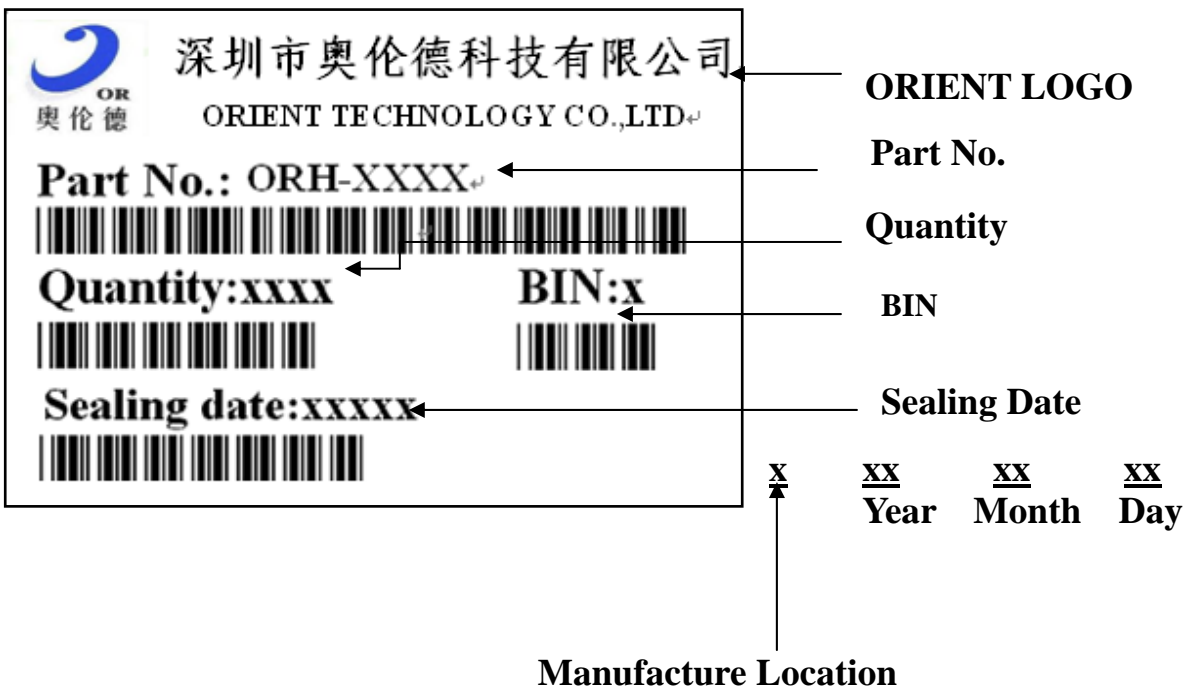 深圳市奥伦德科技有限公司
OR
奥伦德
ORIENT TECHNOLOGY CO.,LTD↵
ORIENT LOGO
Part No.: ORH-XXXX↵
Part No.
Quantity
Quantity:xxxx
BIN:x
BIN
Sealing date:xxxxx
Sealing Date
x xx xx xx
Year Month Day
Manufacture Location